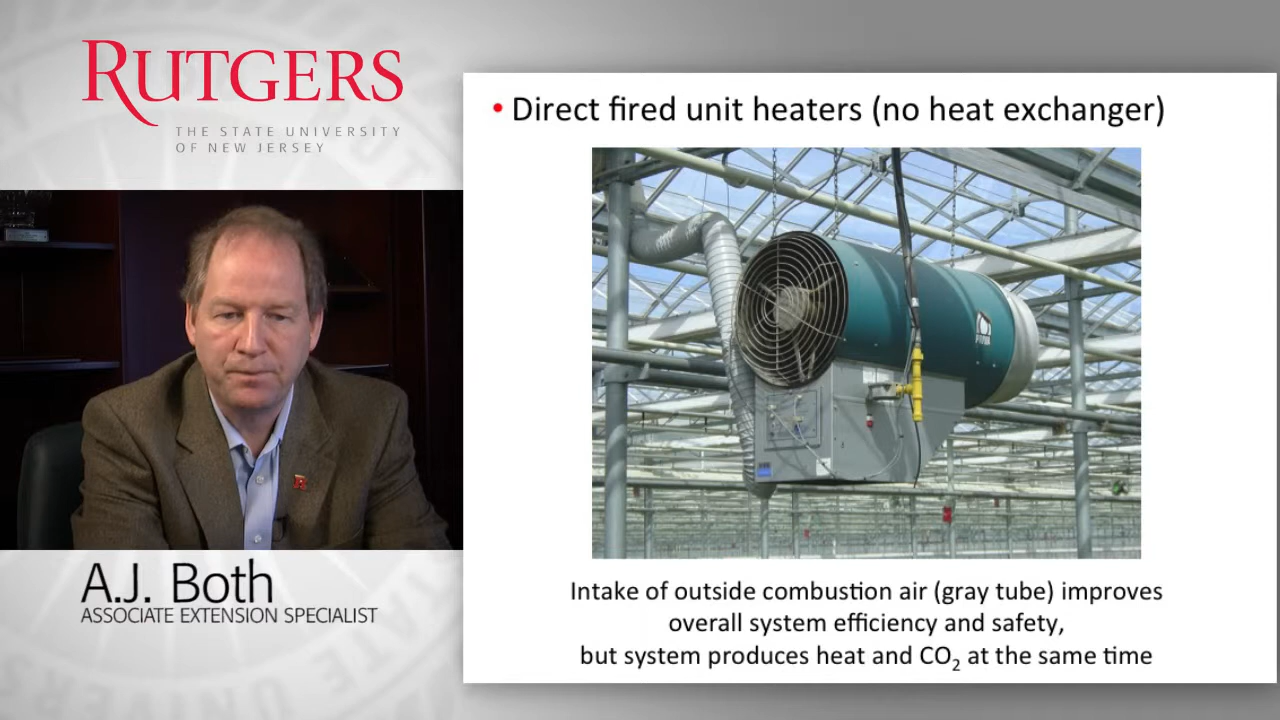 RUTGERS
THE STATE UNIVERSITY
OF NEW JERSEY
• Direct fired unit heaters (no heat exchanger)
Intake of outside combustion air (gray tube) improves
overall system efficiency and safety,
but system produces heat and CO₂ at the same time
A.J. Both
ASSOCIATE EXTENSION SPECIALIST